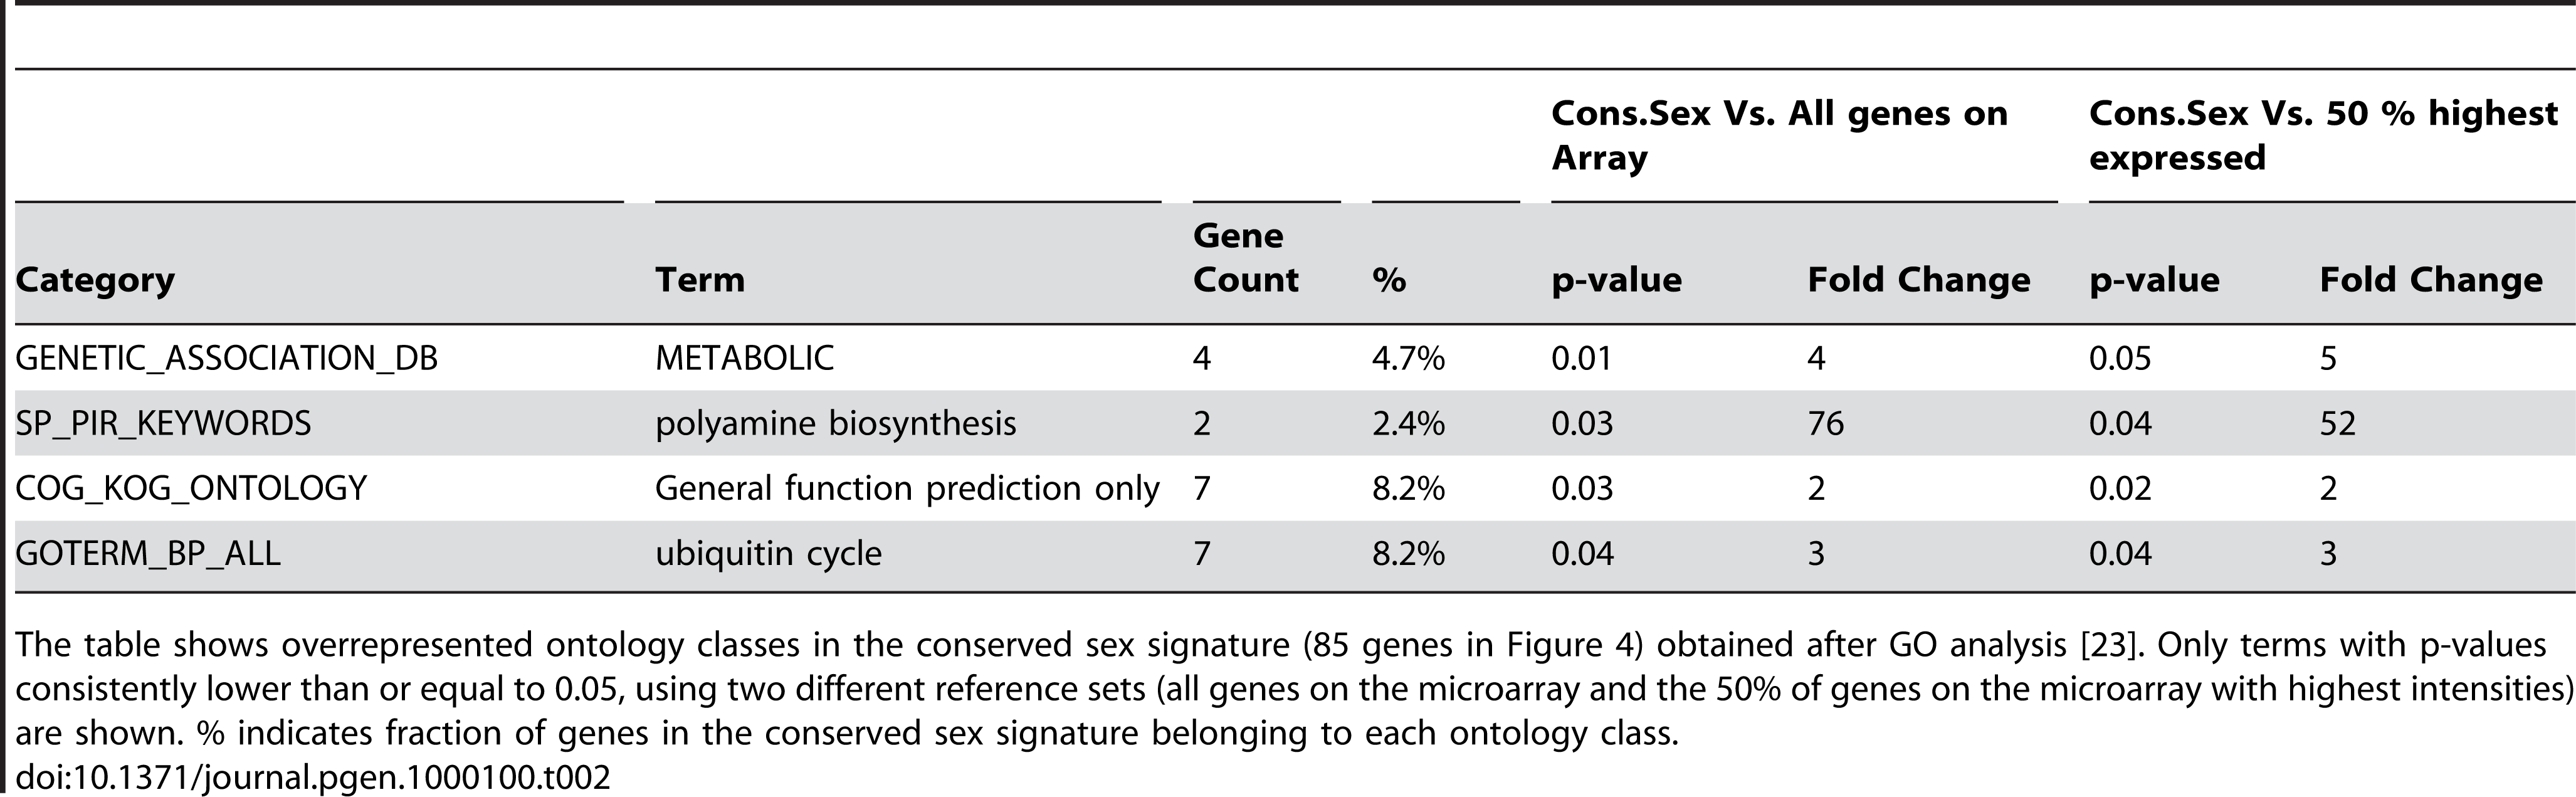 Cons.Sex Vs. All genes on Array Cons.Sex Vs. 50 % highest expressed
Category Term Gene Count % p-value Fold Change p-value Fold Change
GENETIC_ASSOCIATION_DB METABOLIC 4 4.7% 0.01 4 0.05 5
SP_PIR_KEYWORDS polyamine biosynthesis 2 2.4% 0.03 76 0.04 52
COG_KOG_ONTOLOGY General function prediction only 7 8.2% 0.03 2 0.02 2
GOTERM_BP_ALL ubiquitin cycle 7 8.2% 0.04 3 0.04 3
The table shows overrepresented ontology classes in the conserved sex signature (85 genes in Figure 4) obtained after GO analysis [23]. Only terms with p-values
consistently lower than or equal to 0.05, using two different reference sets (all genes on the microarray and the 50% of genes on the microarray with highest intensities)
are shown. % indicates fraction of genes in the conserved sex signature belonging to each ontology class.
doi:10.1371/journal.pgen.1000100.t002